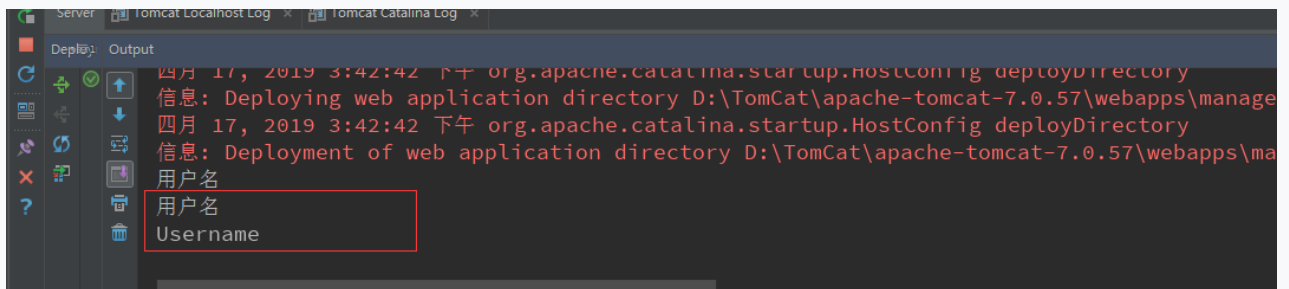 Server Tomcat Localhost Log × Tomcat Catalina Log ×
Output
四月 17, 2019 3:42:42 下午 org.apache.catalina.startup.HostConfig deployDirectory
信息: Deploying web application directory D:\TomCat\apache-tomcat-7.0.57\webapps\manage
四月 17, 2019 3:42:42 下午 org.apache.catalina.startup.HostConfig deployDirectory
信息: Deployment of web application directory D:\TomCat\apache-tomcat-7.0.57\webapps\ma
用户名
用户名
Username